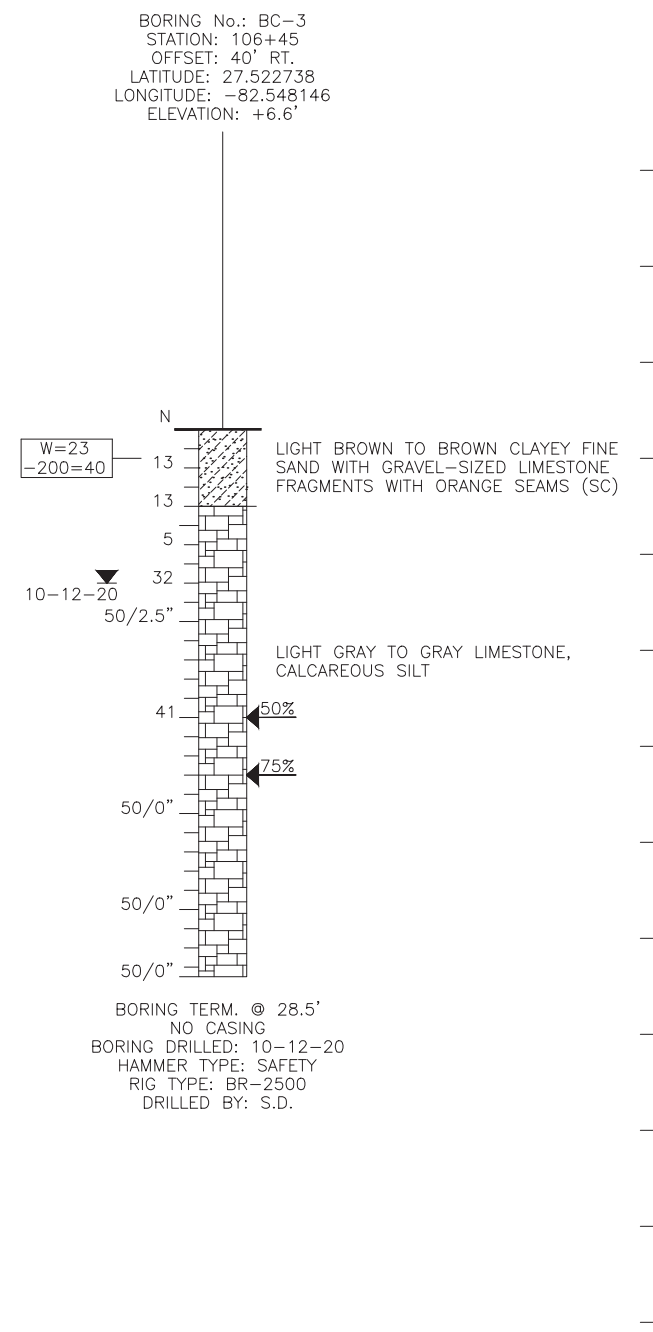 BORING No.: BC-3
STATION: 106+45
OFFSET: 40' RT.
LATITUDE: 27.522738
LONGITUDE: -82.548146
ELEVATION: +6.6'
N
W=23
-200=40
13
13
LIGHT BROWN TO BROWN CLAYEY FINE
SAND WITH GRAVEL-SIZED LIMESTONE
FRAGMENTS WITH ORANGE SEAMS (SC)
5
32
10-12-20
50/2.5"
LIGHT GRAY TO GRAY LIMESTONE,
CALCAREOUS SILT
41
50%
75%
50/0"
50/0"
50/0"
BORING TERM. @ 28.5'
NO CASING
BORING DRILLED: 10-12-20
HAMMER TYPE: SAFETY
RIG TYPE: BR-2500
DRILLED BY: S.D.